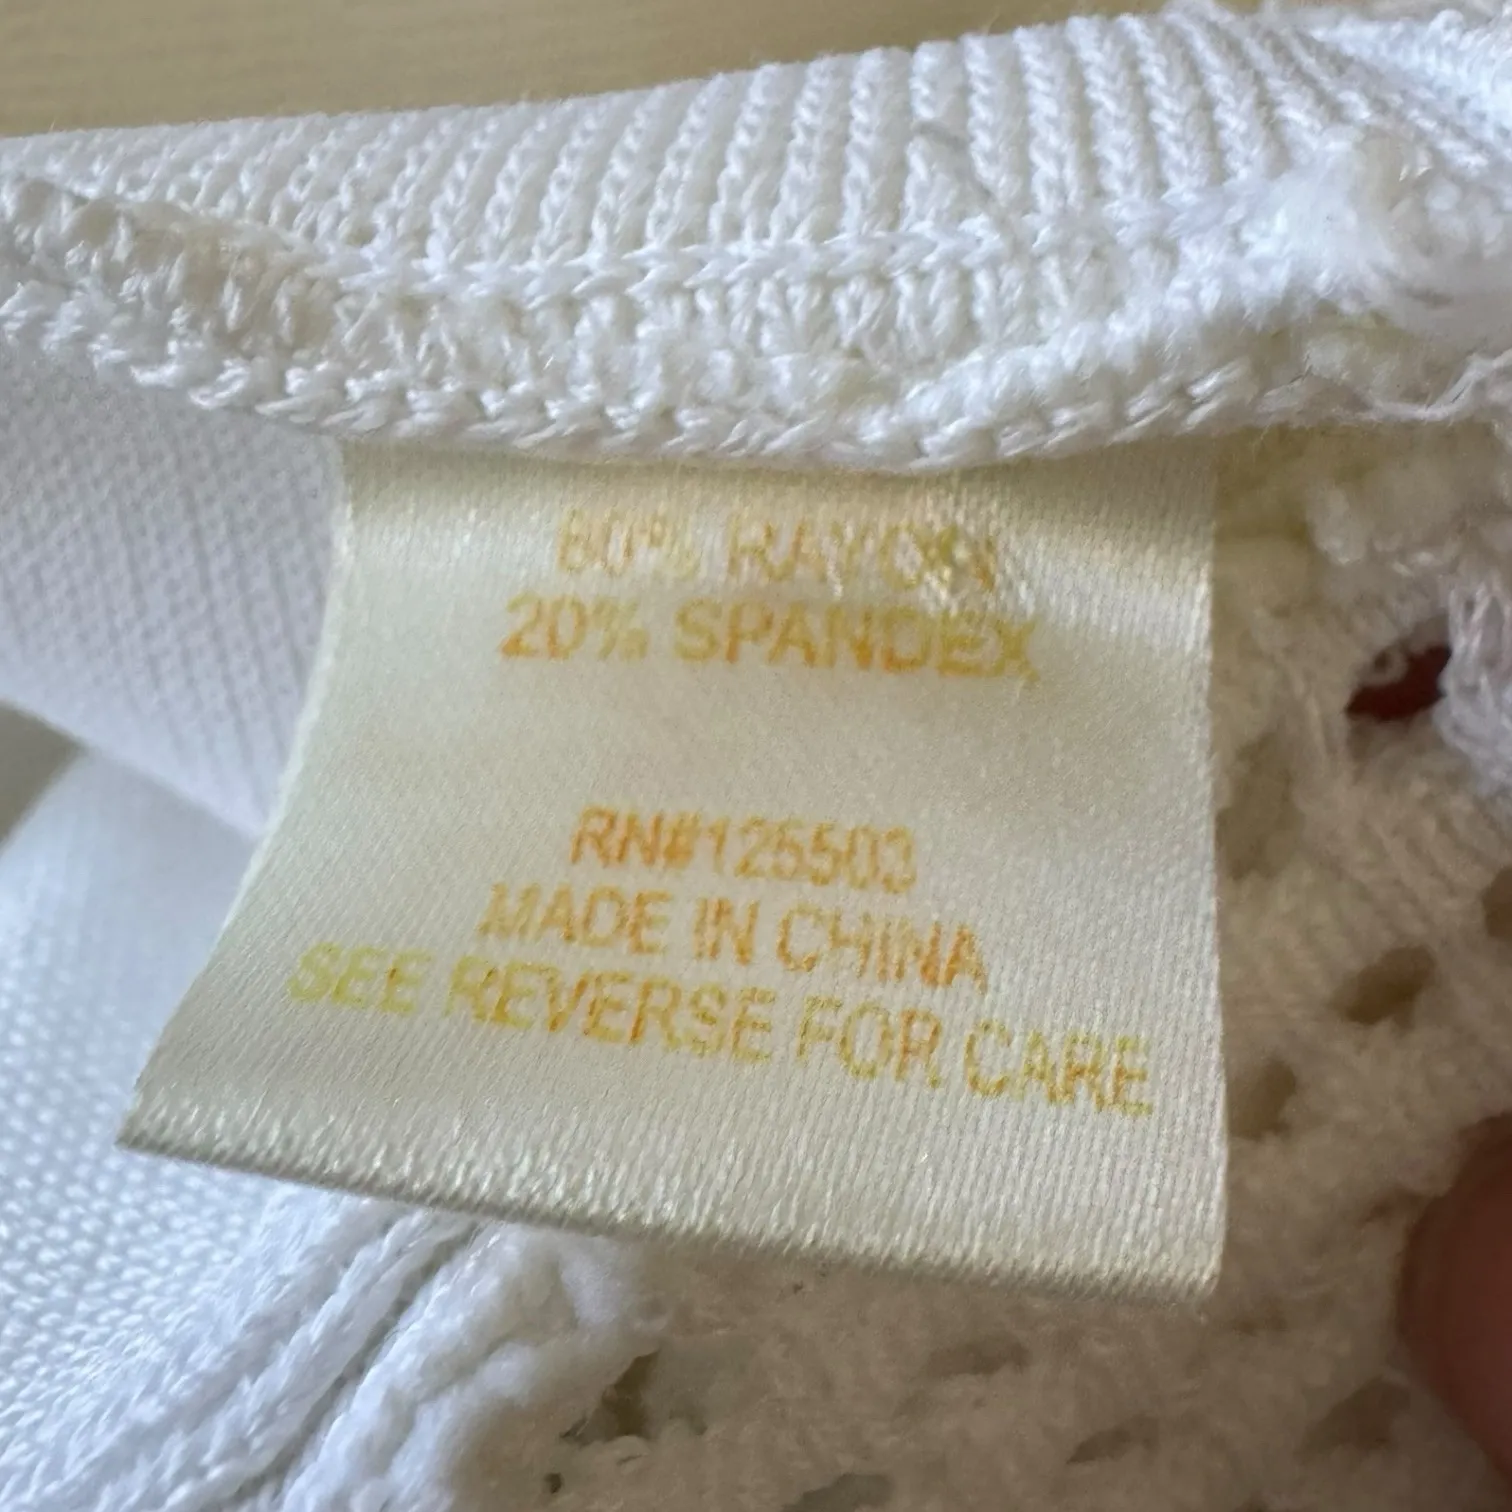 80% RAYON
20% SPANDEX
RN#125503
MADE IN CHINA
SEE REVERSE FOR CARE